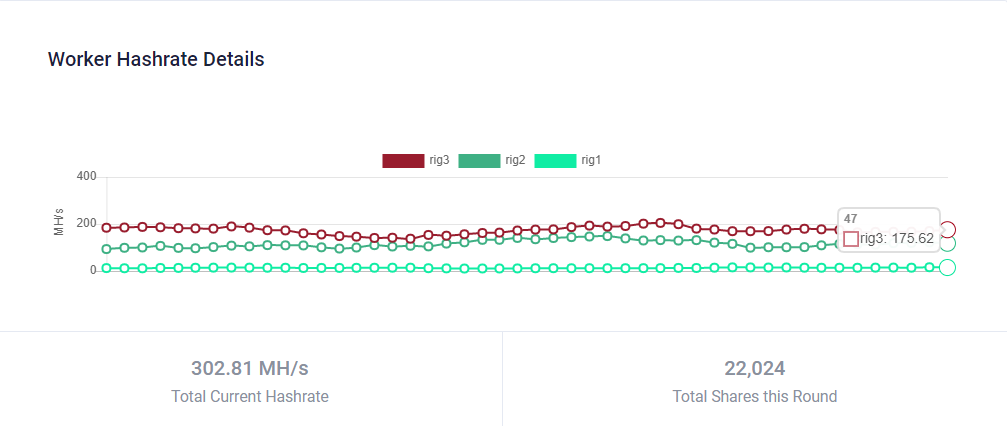 Worker Hashrate Details
rig3 rig2 rig1
400
200
0
MH/s
47
rig3: 175.62
302.81 MH/s
Total Current Hashrate
22,024
Total Shares this Round